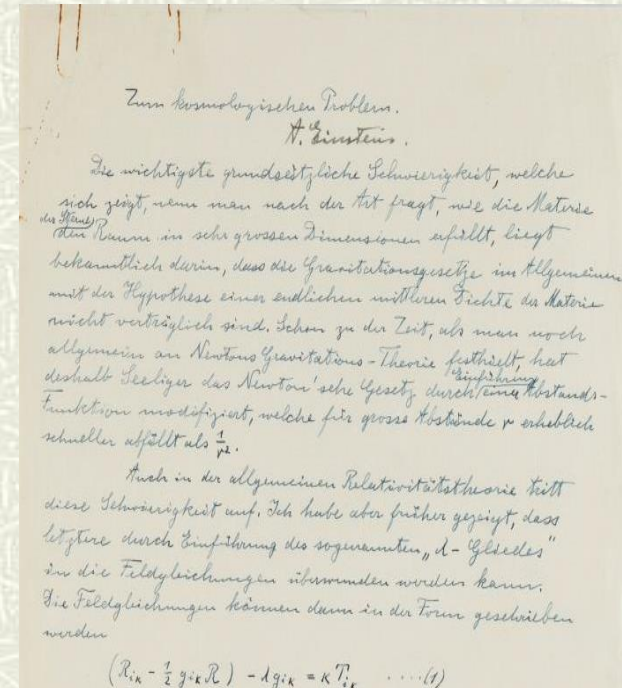 Zum kosmologischen Problem.
A. Einstein.
Die wichtigste grundsätzliche Schwierigkeit, welche
sich zeigt, wenn man nach der Art fragt, wie die Materie
der Sterne
den Raum in sehr grossen Dimensionen erfüllt, liegt
bekanntlich darin, dass die Gravitationsgesetze im Allgemeinen
mit der Hypothese einer endlichen mittleren Dichte der Materie
nicht verträglich sind. Schon zu der Zeit, als man noch
allgemein an Newtons Gravitations-Theorie festhielt, hat
Einführung
deshalb Seeliger das Newton'sche Gesetz durch eine Abstands-
Funktion modifiziert, welche für grosse Abstände r erheblich
schneller abfällt als 1/r².
Auch in der allgemeinen Relativitätstheorie tritt
diese Schwierigkeit auf. Ich habe aber früher gezeigt, dass
letztere durch Einführung des sogenannten „λ-Gliedes"
in die Feldgleichungen überwunden werden kann.
Die Feldgleichungen können dann in der Form geschrieben
werden
(R_ik - 1/2 g_ik R) - λg_ik = κ T_ik ....(1)